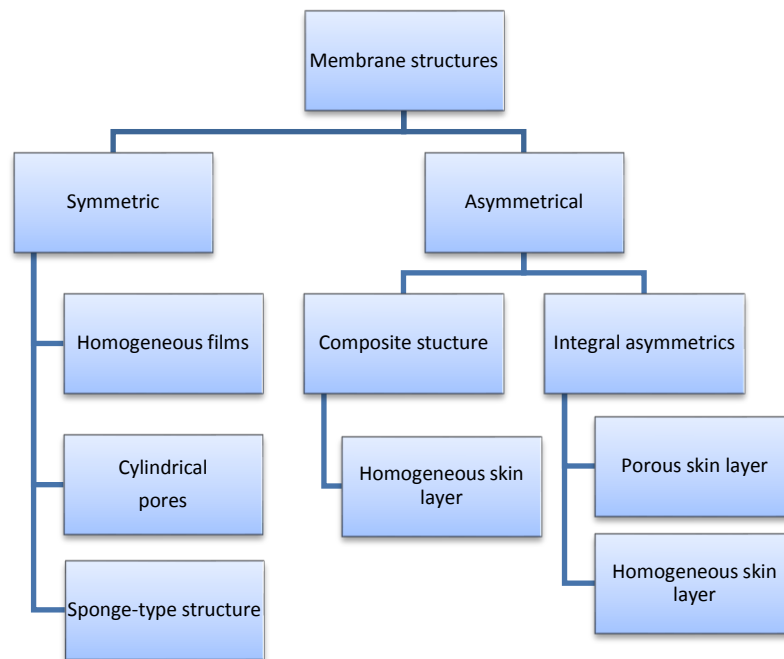 Membrane structures
Symmetric
Asymmetrical
Homogeneous films
Composite stucture
Integral asymmetrics
Cylindrical
pores
Homogeneous skin
layer
Porous skin layer
Sponge-type structure
Homogeneous skin
layer